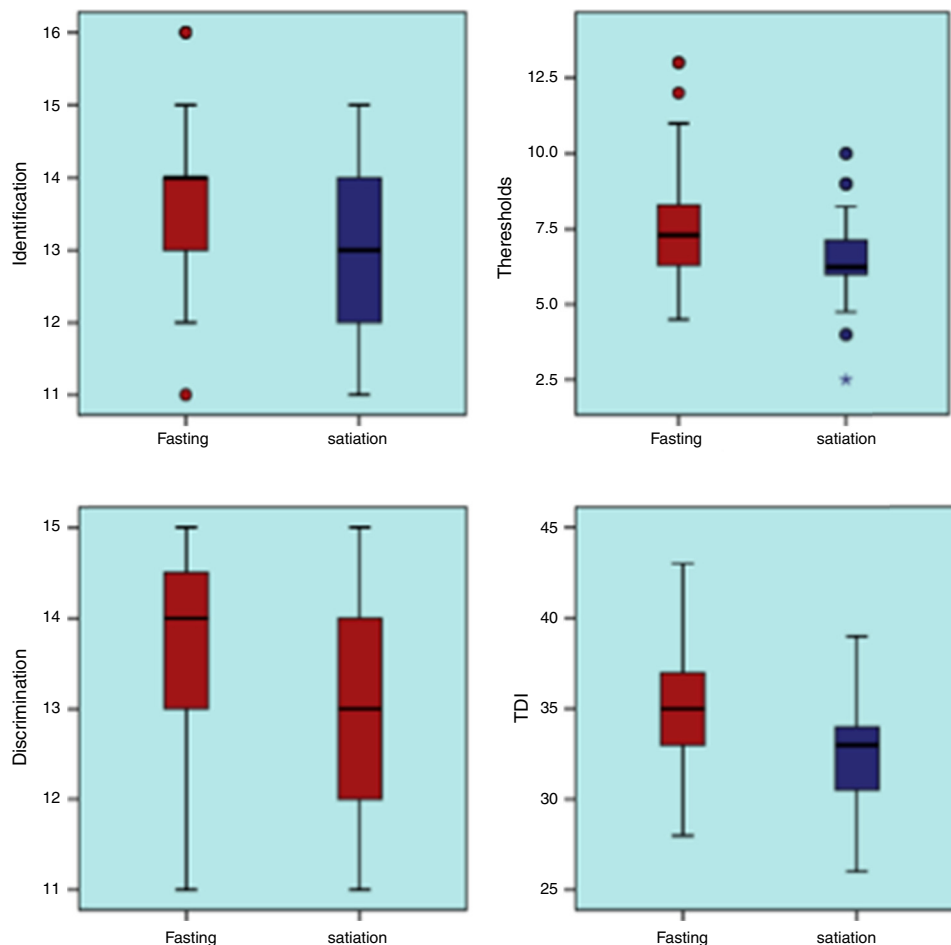 Identification
16
15
14
13
12
11
Fasting satiation
Theresholds
12.5
10.0
7.5
5.0
2.5
Fasting satiation
Discrimination
15
14
13
12
11
Fasting satiation
TDI
45
40
35
30
25
Fasting satiation